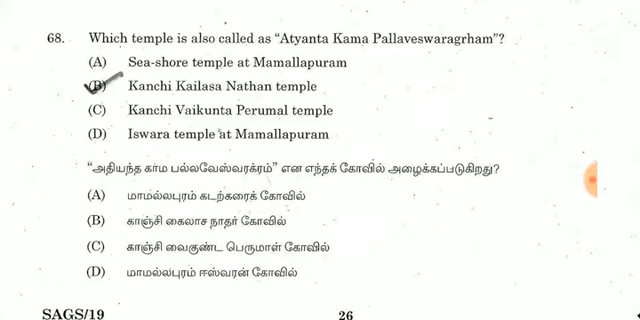 68. Which temple is also called as “Atyanta Kama Pallaveswaragrham”?
(A) Sea-shore temple at Mamallapuram
(B) Kanchi Kailasa Nathan temple
(C) Kanchi Vaikunta Perumal temple
(D) Iswara temple at Mamallapuram
“அதியந்த காம பல்லவேஸ்வரக்ரம்” என எந்தக் கோவில் அழைக்கப்படுகிறது?
(A) மாமல்லபுரம் கடற்கரைக் கோவில்
(B) காஞ்சி கைலாச நாதர் கோவில்
(C) காஞ்சி வைகுண்ட பெருமாள் கோவில்
(D) மாமல்லபுரம் ஈஸ்வரன் கோவில்
SAGS/19 26